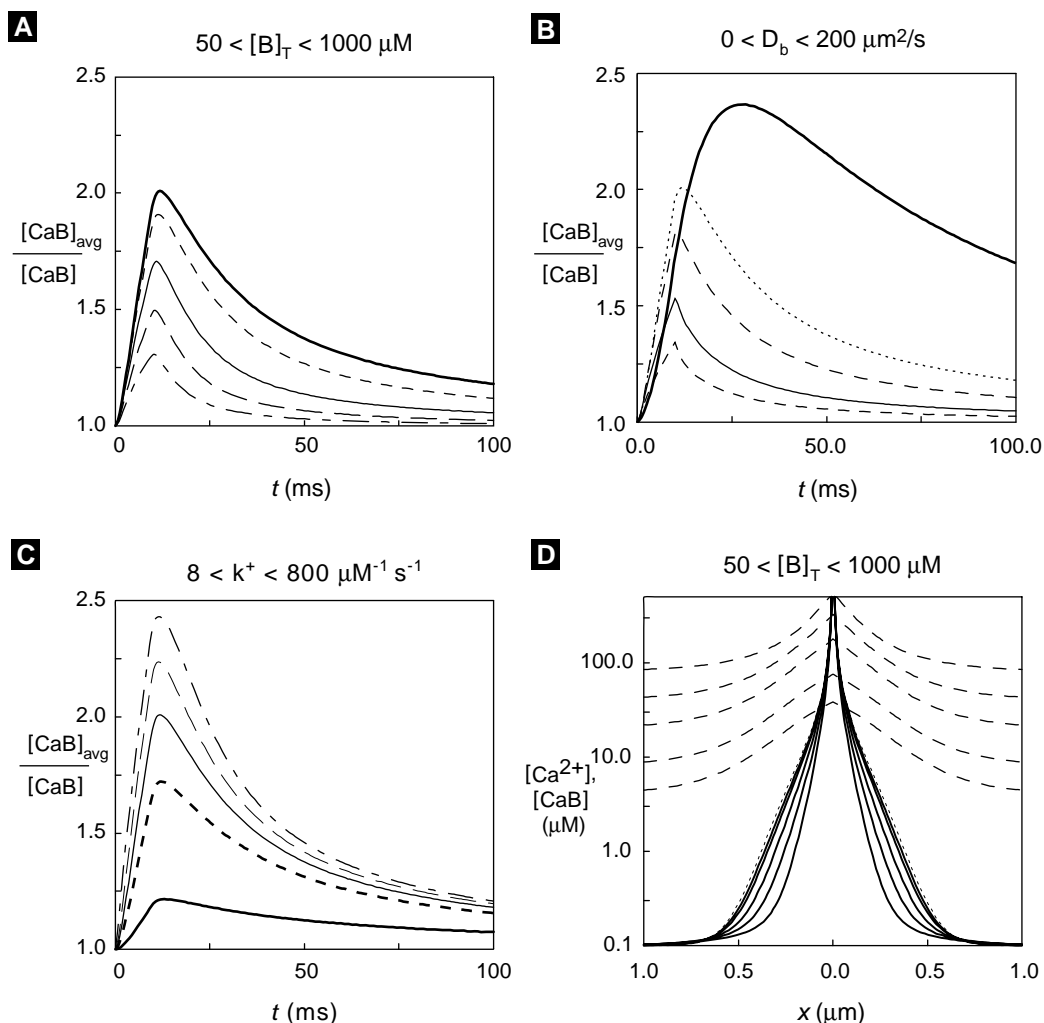 A
50 < [B]T < 1000 μM
2.5
2.0
1.5
1.0
[CaB]avg
[CaB]
0
50
100
t (ms)
B
0 < Db < 200 μm2/s
2.5
2.0
1.5
1.0
[CaB]avg
[CaB]
0.0
50.0
100.0
t (ms)
C
8 < k+ < 800 μM-1 s-1
2.5
2.0
1.5
1.0
[CaB]avg
[CaB]
0
50
100
t (ms)
D
50 < [B]T < 1000 μM
100.0
10.0
1.0
0.1
[Ca2+],
[CaB]
(μM)
1.0
0.5
0.0
0.5
1.0
x (μm)